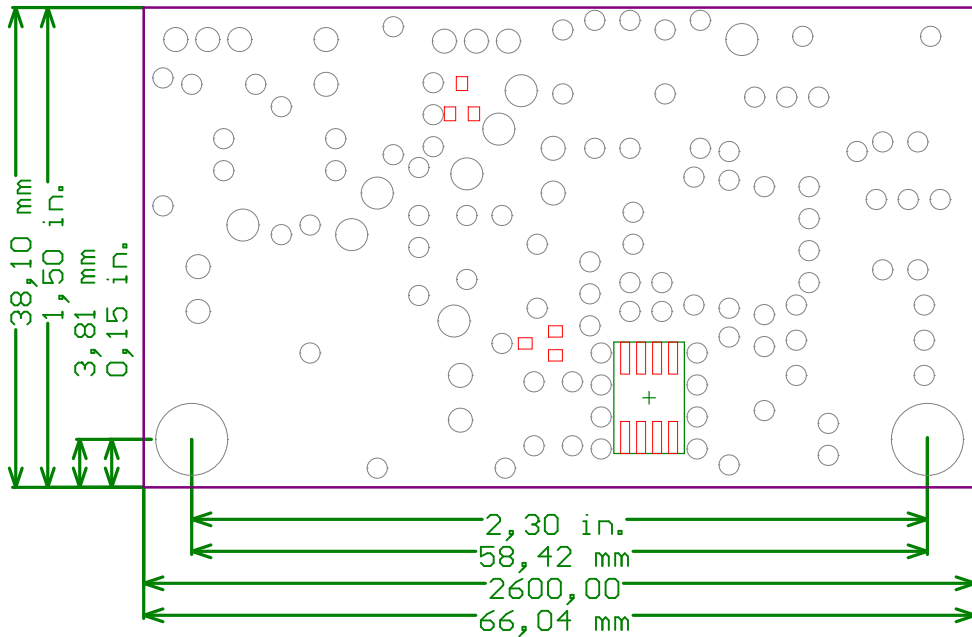 38,10 mm
1,50 in.
3,81 mm
0,15 in.
2,30 in.
58,42 mm
2600,00
66,04 mm